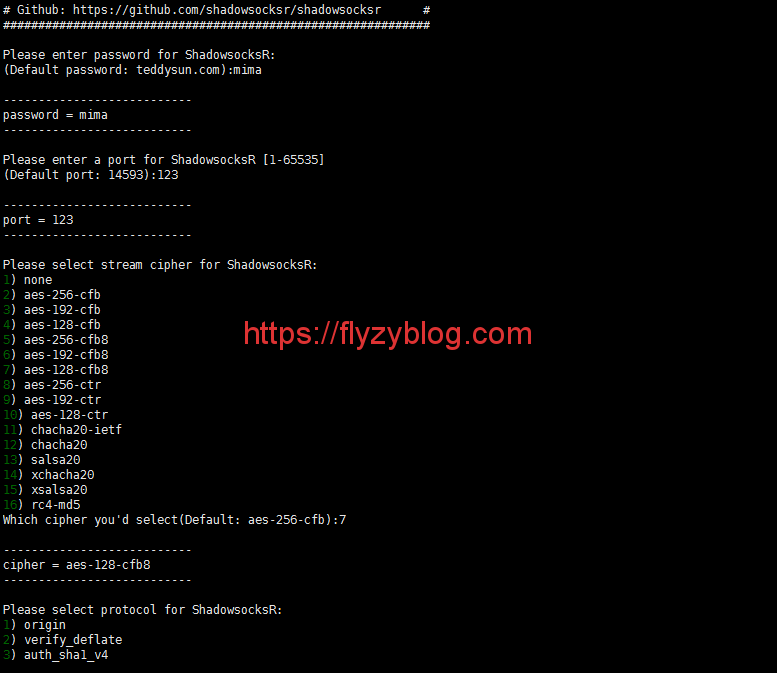 # Github: https://github.com/shadowsocksr/shadowsocksr      #
#############################################################
Please enter password for ShadowsocksR:
(Default password: teddysun.com):mima
---------------------------
password = mima
---------------------------
Please enter a port for ShadowsocksR [1-65535]
(Default port: 14593):123
---------------------------
port = 123
---------------------------
Please select stream cipher for ShadowsocksR:
1) none
2) aes-256-cfb
3) aes-192-cfb
4) aes-128-cfb
https://flyzyblog.com
5) aes-256-cfb8
6) aes-192-cfb8
7) aes-128-cfb8
8) aes-256-ctr
9) aes-192-ctr
10) aes-128-ctr
11) chacha20-ietf
12) chacha20
13) salsa20
14) xchacha20
15) xsalsa20
16) rc4-md5
Which cipher you'd select(Default: aes-256-cfb):7
---------------------------
cipher = aes-128-cfb8
---------------------------
Please select protocol for ShadowsocksR:
1) origin
2) verify_deflate
3) auth_sha1_v4